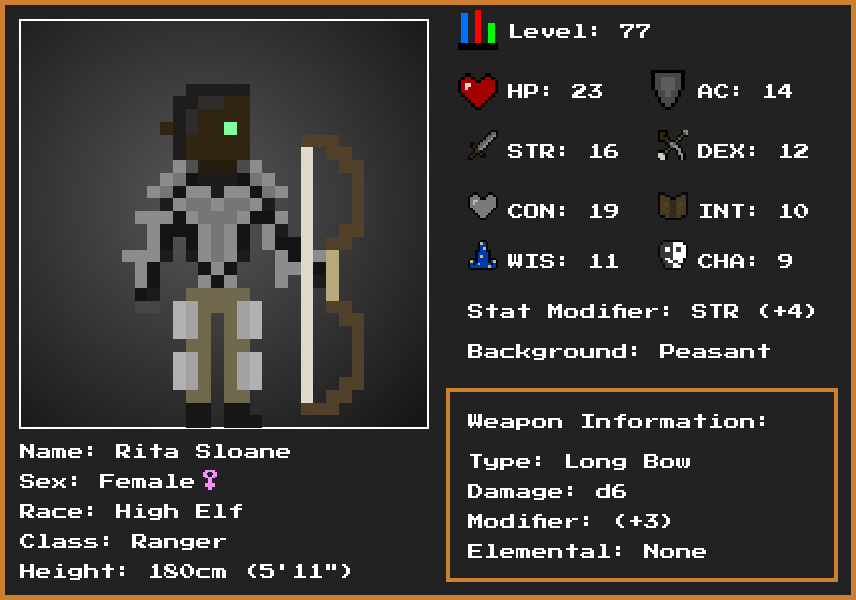 Level: 77
HP: 23 AC: 14
STR: 16 DEX: 12
CON: 19 INT: 10
WIS: 11 CHA: 9
Stat Modifier: STR (+4)
Background: Peasant
Weapon Information:
Type: Long Bow
Damage: d6
Modifier: (+3)
Elemental: None
Name: Rita Sloane
Sex: Female♀
Race: High Elf
Class: Ranger
Height: 180cm (5'11")